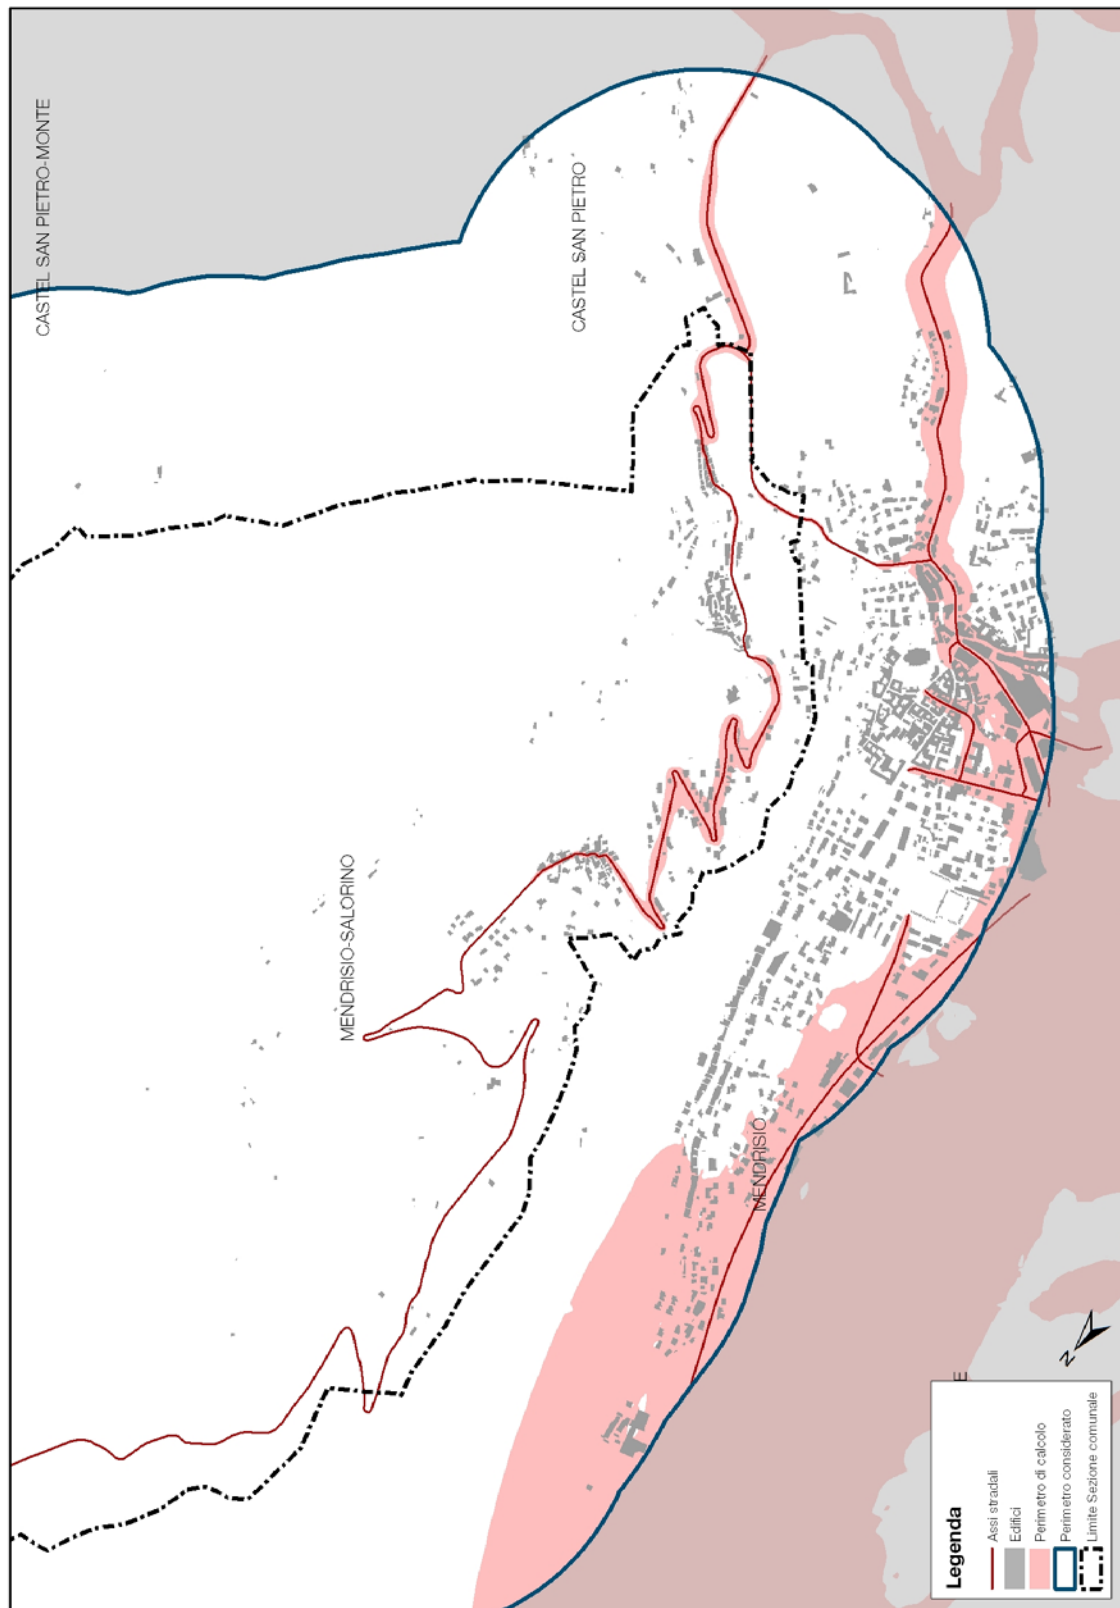 CASTEL SAN PIETRO-MONTE
CASTEL SAN PIETRO
MENDRISIO-SALORINO
MENDRISIO
E
N
Legenda
Assi stradali
Edifici
Perimetro di calcolo
Perimetro considerato
Limite Sezione comunale